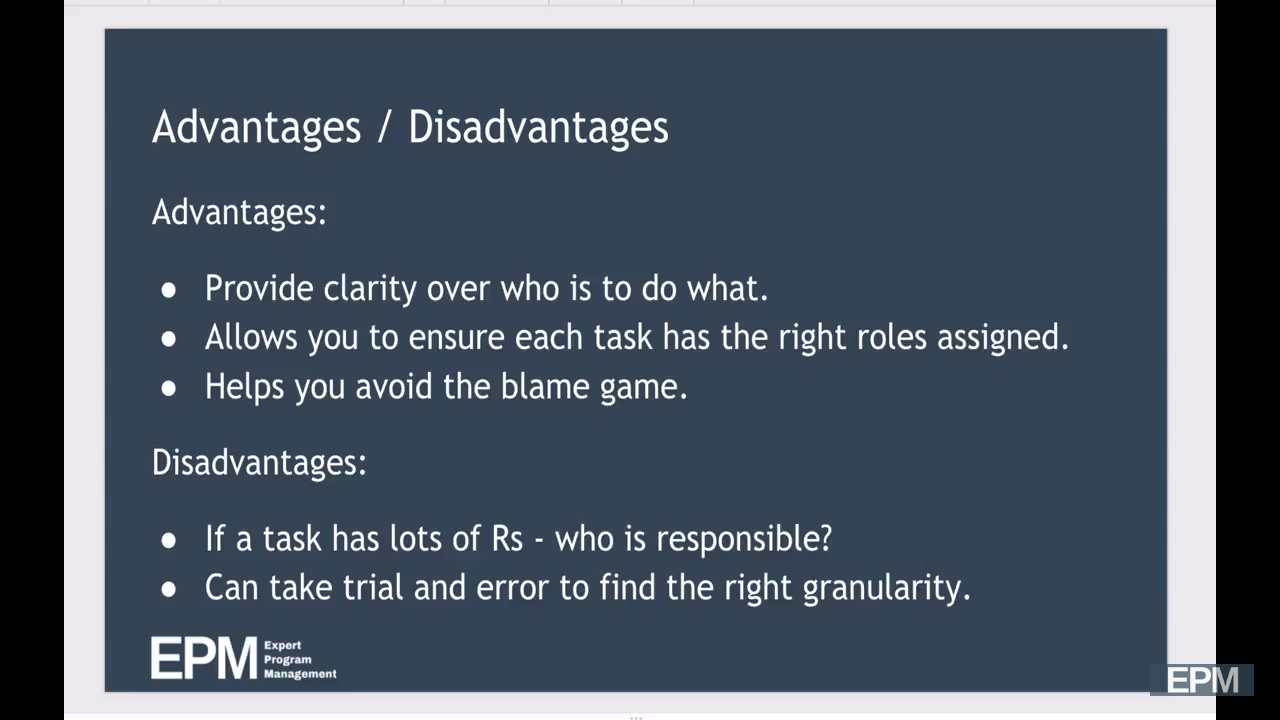 Advantages / Disadvantages
Advantages:
● Provide clarity over who is to do what.
● Allows you to ensure each task has the right roles assigned.
● Helps you avoid the blame game.
Disadvantages:
● If a task has lots of Rs - who is responsible?
● Can take trial and error to find the right granularity.
EPM Expert
Program
Management
EPM